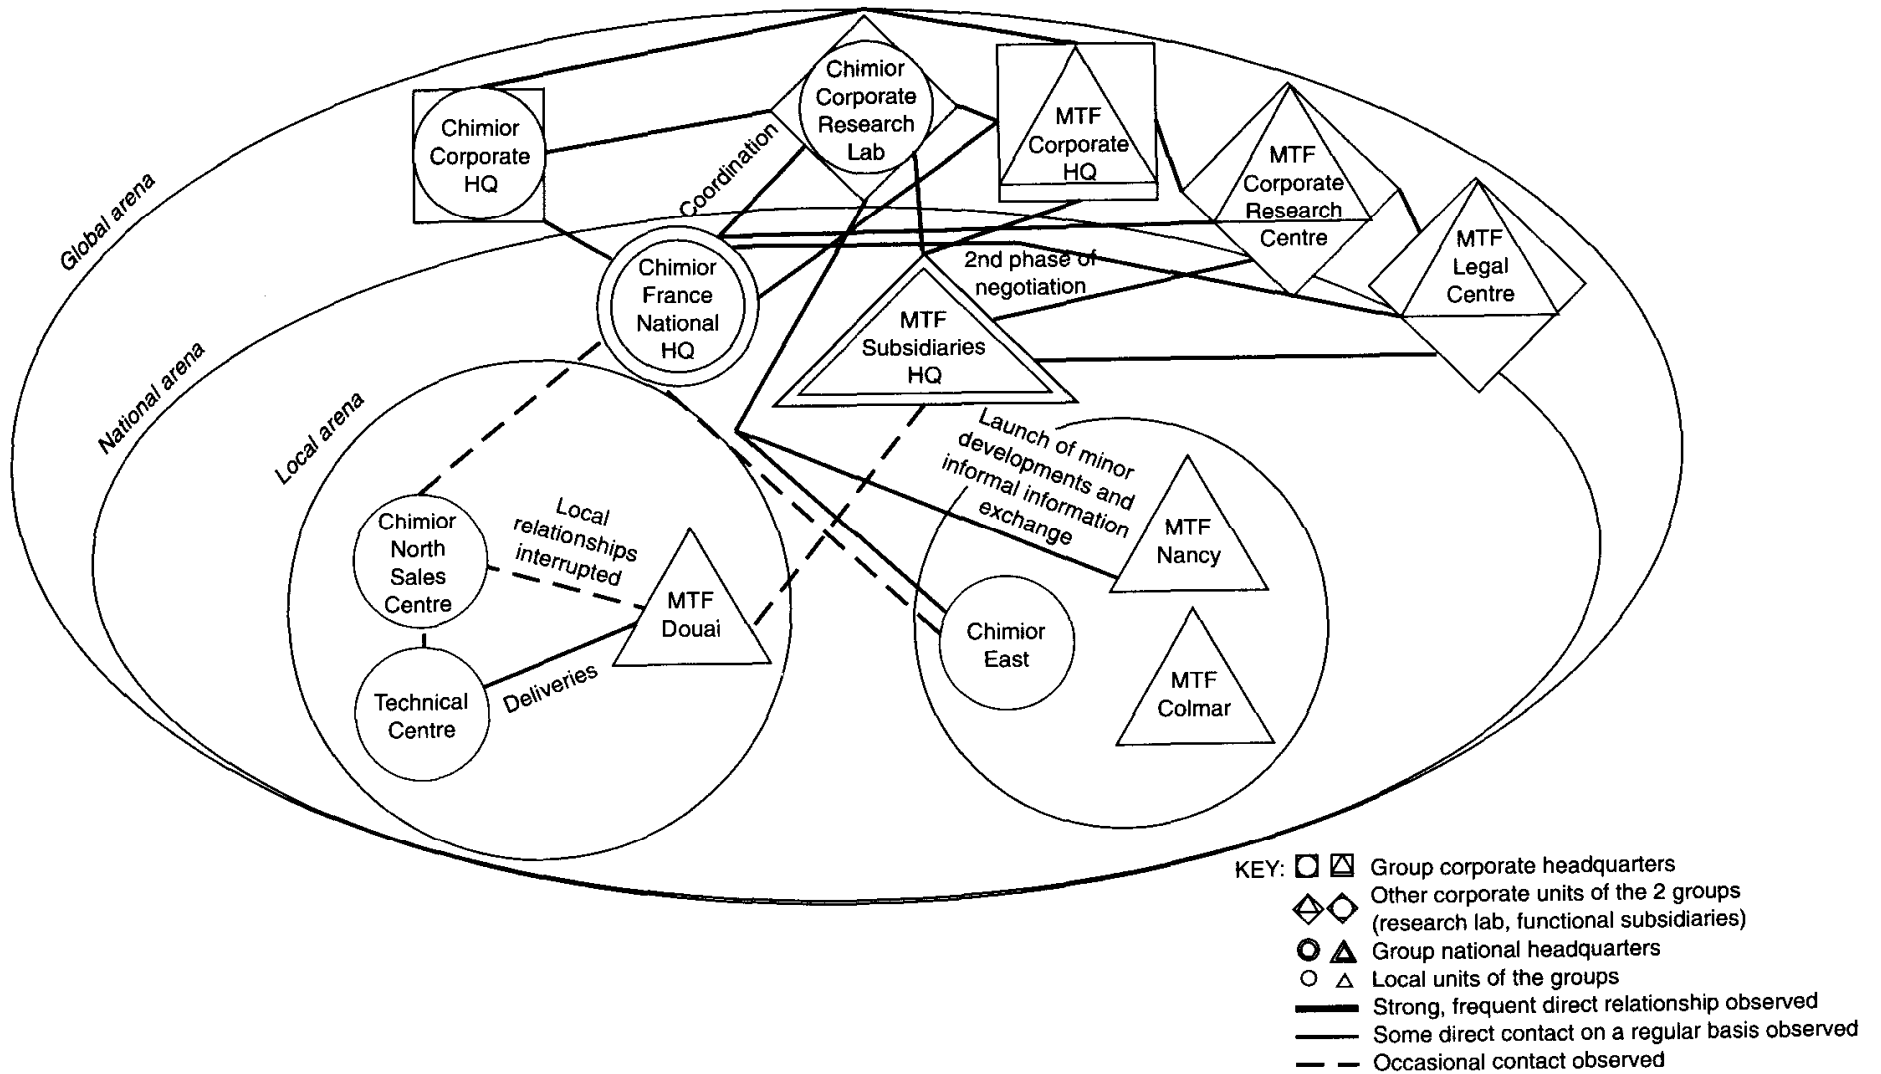 Global arena
National arena
Local arena
Chimior
Corporate
HQ
Coordination
Chimior
Corporate
Research
Lab
MTF
Corporate
HQ
MTF
Corporate
Research
Centre
MTF
Legal
Centre
Chimior
France
National
HQ
2nd phase of
negotiation
MTF
Subsidiaries
HQ
Launch of minor
developments and
informal information
exchange
Chimior
North
Sales
Centre
Local
relationships
interrupted
MTF
Douai
Technical
Centre
Deliveries
MTF
Nancy
Chimior
East
MTF
Colmar
KEY: Group corporate headquarters
Other corporate units of the 2 groups
(research lab, functional subsidiaries)
Group national headquarters
Local units of the groups
Strong, frequent direct relationship observed
Some direct contact on a regular basis observed
Occasional contact observed